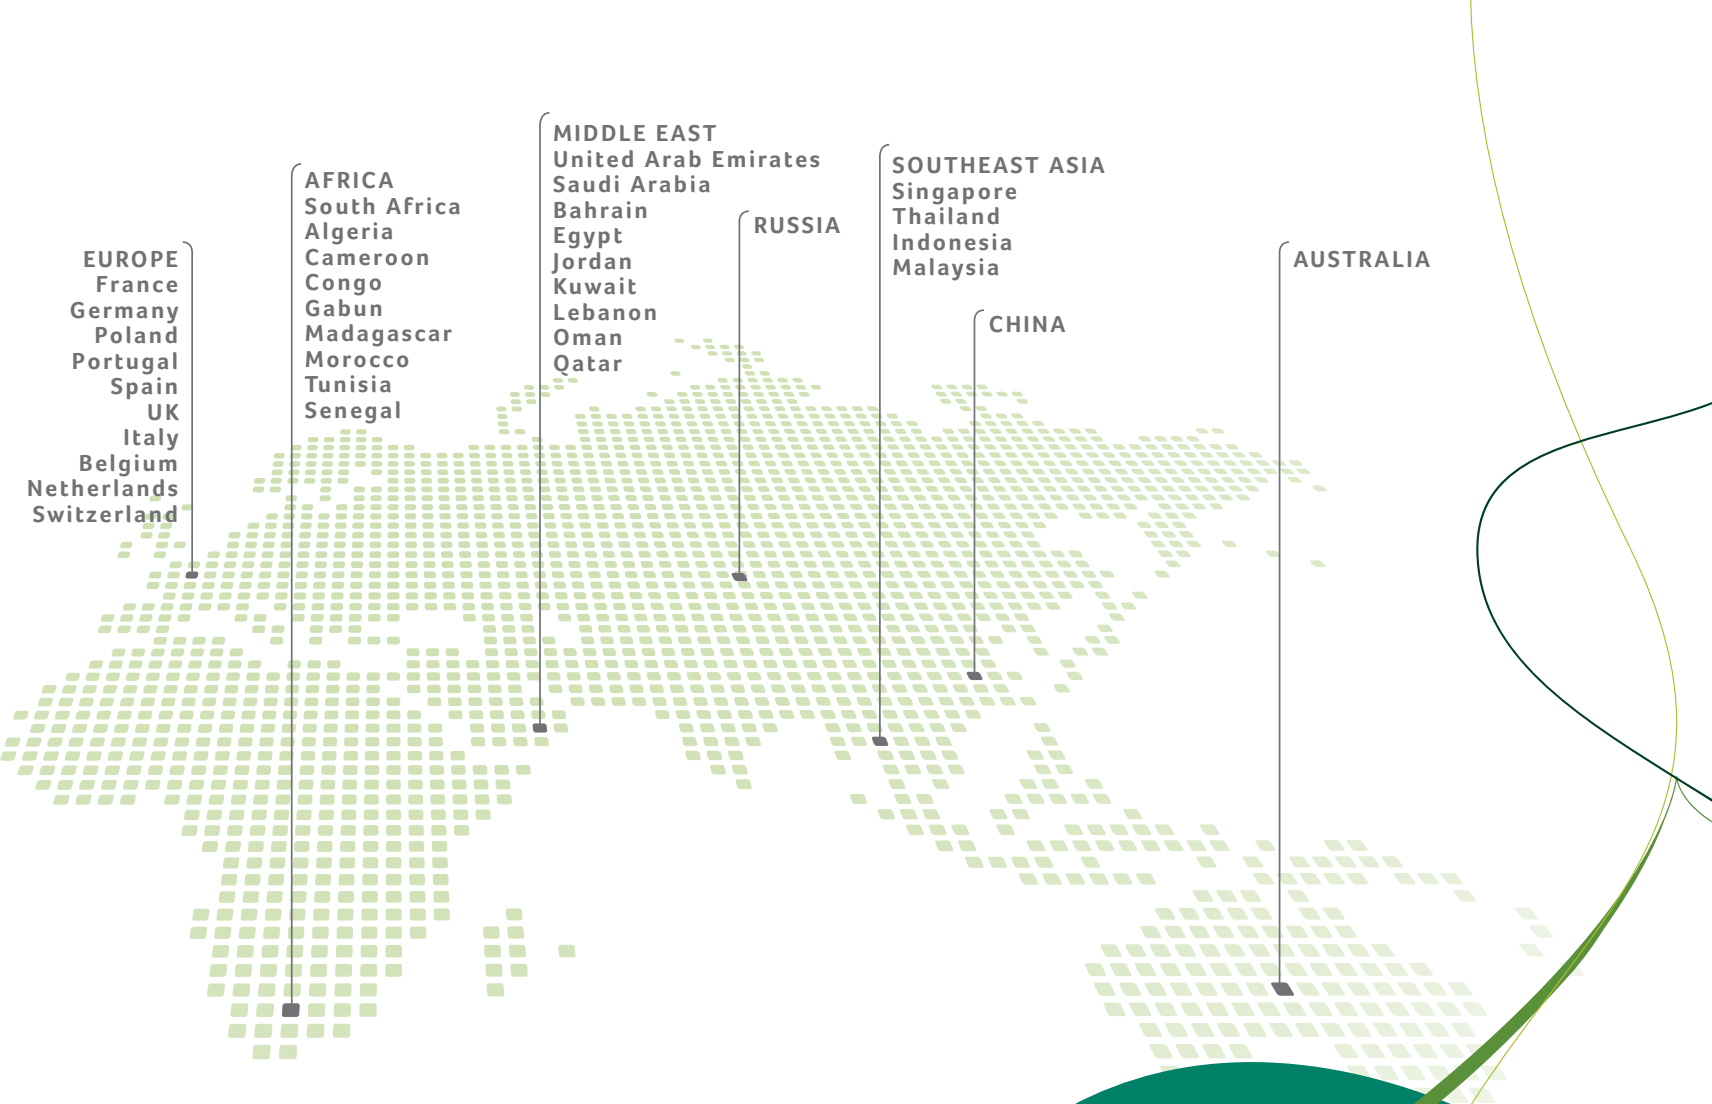 EUROPE
France
Germany
Poland
Portugal
Spain
UK
Italy
Belgium
Netherlands
Switzerland
AFRICA
South Africa
Algeria
Cameroon
Congo
Gabun
Madagascar
Morocco
Tunisia
Senegal
MIDDLE EAST
United Arab Emirates
Saudi Arabia
Bahrain
Egypt
Jordan
Kuwait
Lebanon
Oman
Qatar
RUSSIA
SOUTHEAST ASIA
Singapore
Thailand
Indonesia
Malaysia
CHINA
AUSTRALIA